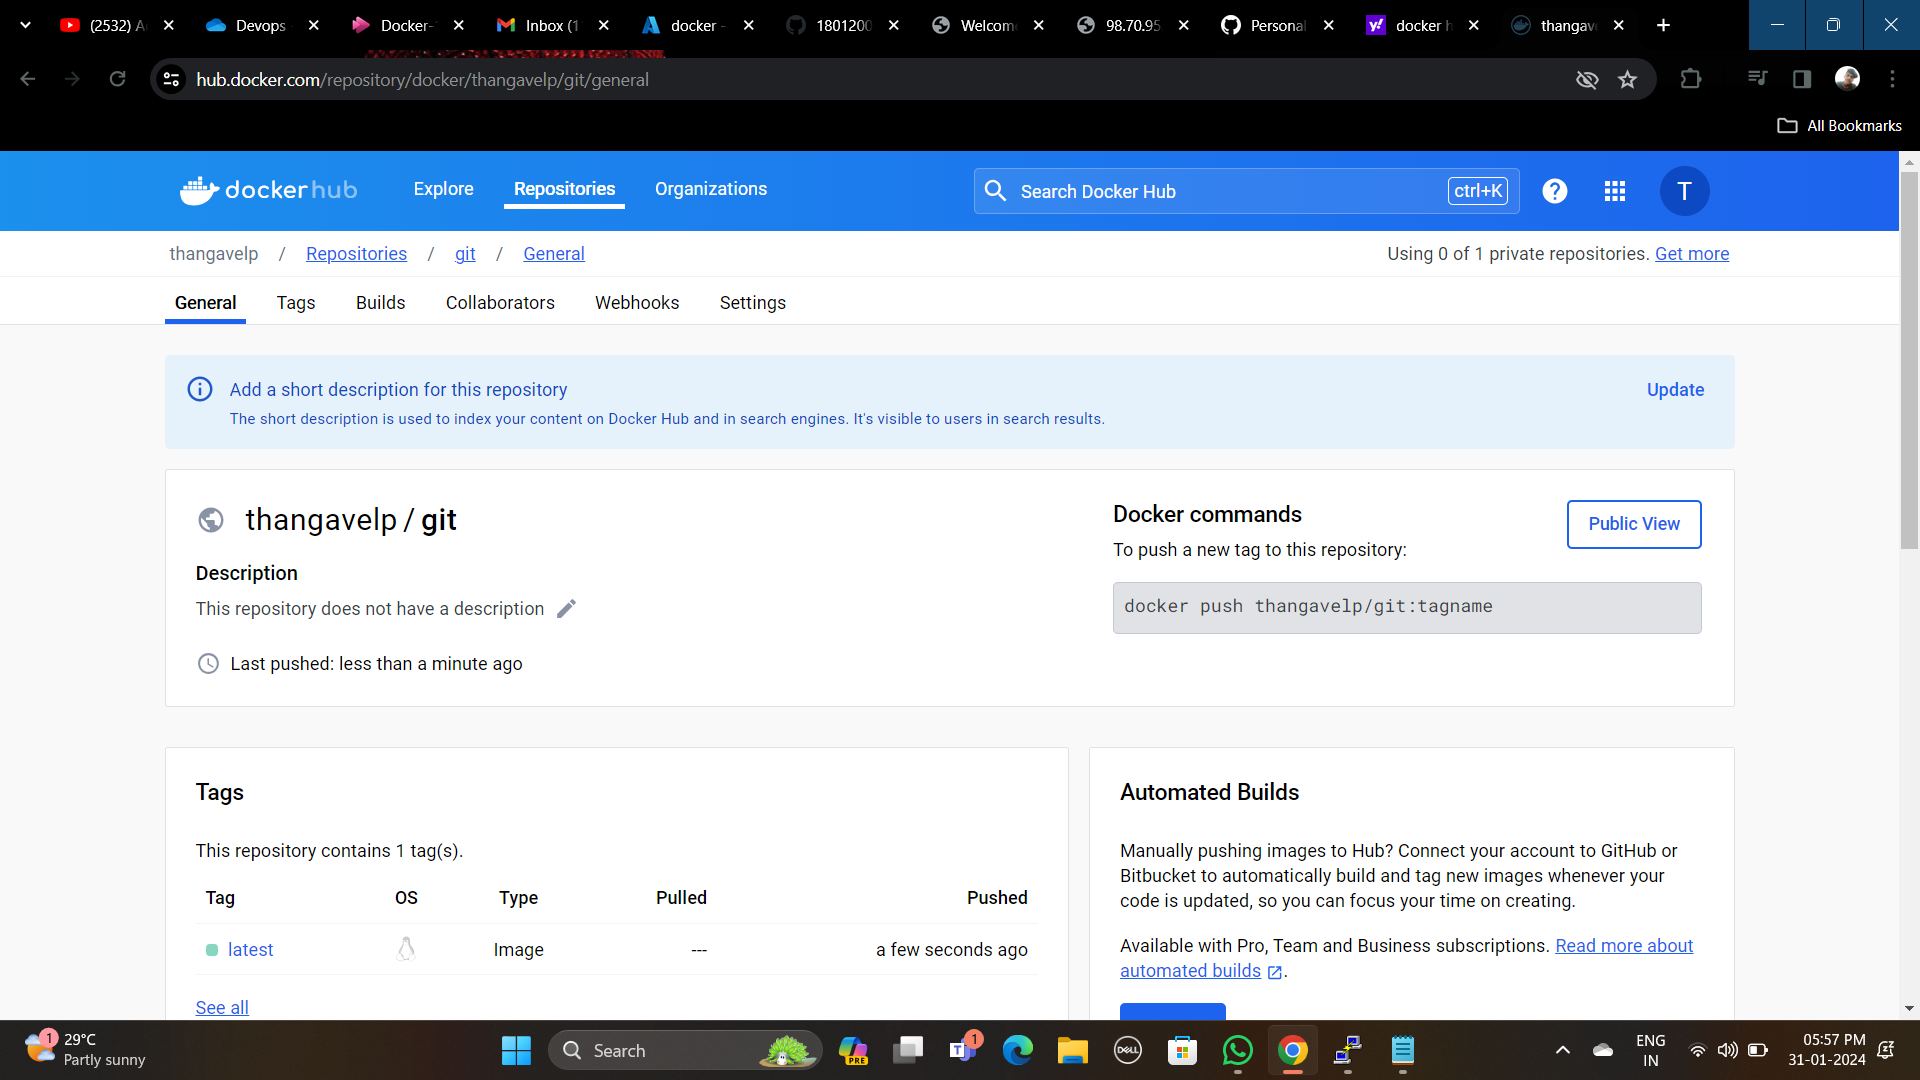 (2532) A
Devops
Docker-
Inbox (1
docker -
1801200
Welcome
98.70.95.
Personal
docker h
thangave
hub.docker.com/repository/docker/thangavelp/git/general
All Bookmarks
docker hub
Explore
Repositories
Organizations
Search Docker Hub
ctrl+K
?
T
thangavelp / Repositories / git / General
Using 0 of 1 private repositories. Get more
General
Tags
Builds
Collaborators
Webhooks
Settings
Add a short description for this repository
Update
The short description is used to index your content on Docker Hub and in search engines. It's visible to users in search results.
thangavelp / git
Description
This repository does not have a description
Last pushed: less than a minute ago
Docker commands
Public View
To push a new tag to this repository:
docker push thangavelp/git:tagname
Tags
This repository contains 1 tag(s).
Tag OS Type Pulled Pushed
latest Image --- a few seconds ago
See all
Automated Builds
Manually pushing images to Hub? Connect your account to GitHub or
Bitbucket to automatically build and tag new images whenever your
code is updated, so you can focus your time on creating.
Available with Pro, Team and Business subscriptions. Read more about
automated builds .
1
29°C
Partly sunny
Search
PRE
T
1
DELL
ENG
IN
05:57 PM
31-01-2024